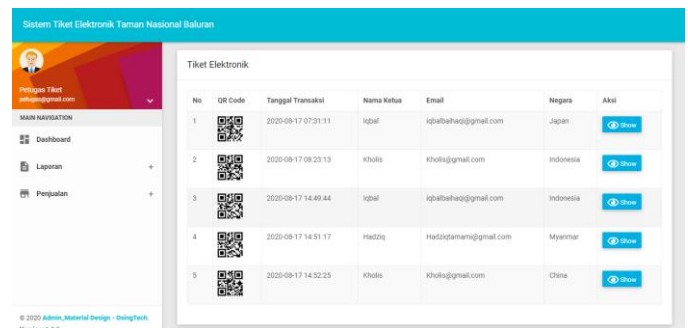 Sistem Tiket Elektronik Taman Nasional Baluran
Petugas Tiket
petugas@gmail.com
MAIN NAVIGATION
Dashboard
Laporan +
Penjualan +
© 2020 Admin_Material Design - OsingTech.
Tiket Elektronik
No QR Code Tanggal Transaksi Nama Ketua Email Negara Aksi
1 2020-08-17 07:31:11 Iqbal iqbalbaihaqi@gmail.com Japan Show
2 2020-08-17 08:23:13 Kholis Kholis@gmail.com Indonesia Show
3 2020-08-17 14:49:44 Iqbal iqbalbaihaqi@gmail.com Indonesia Show
4 2020-08-17 14:51:17 Hadziq Hadziqtamami@gmail.com Myanmar Show
5 2020-08-17 14:52:25 Kholis Kholis@gmail.com China Show